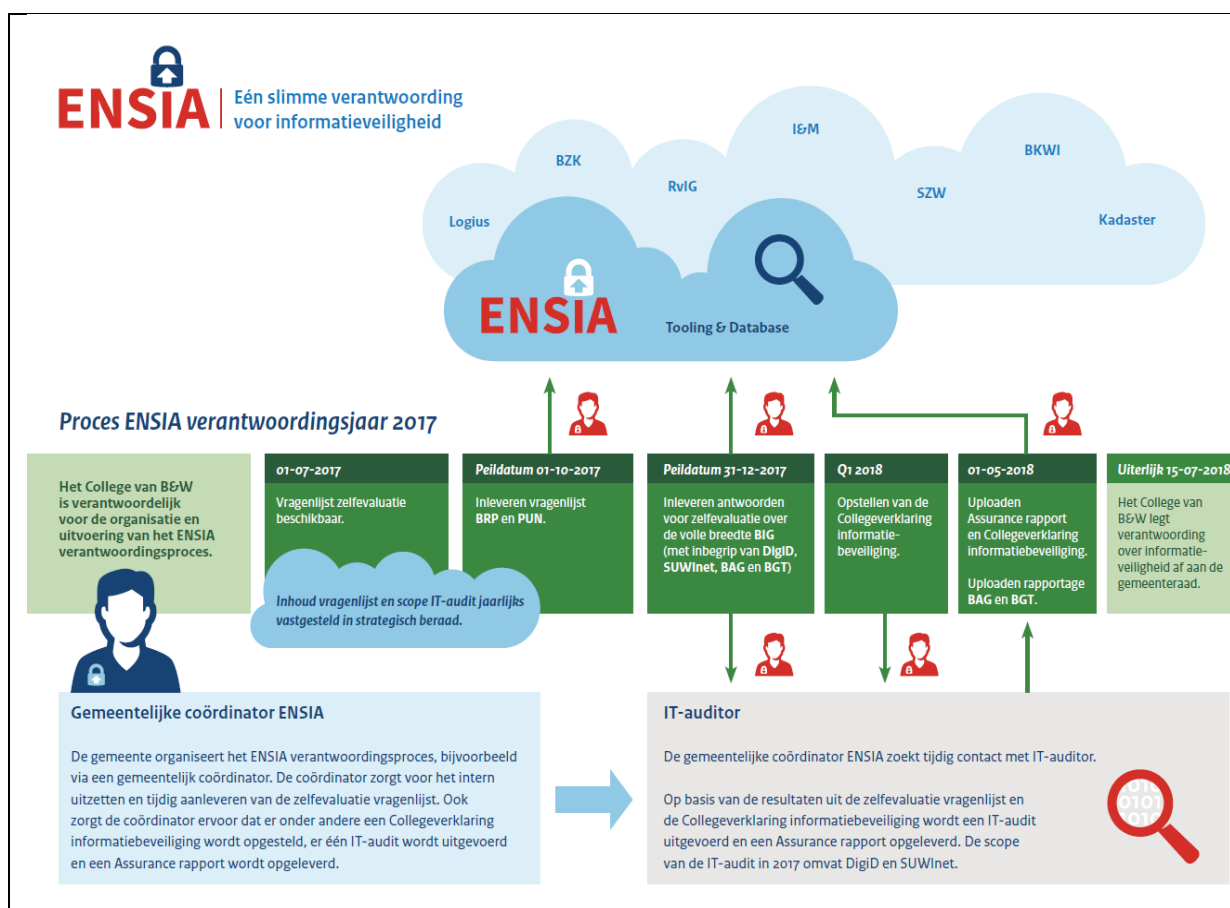 ENSIA
Eén slimme verantwoording
voor informatieveiligheid
Logius
BZK
RvIG
I&M
SZW
BKWI
Kadaster
ENSIA
Tooling & Database
Proces ENSIA verantwoordingsjaar 2017
Het College van B&W
is verantwoordelijk
voor de organisatie en
uitvoering van het ENSIA
verantwoordingsproces.
01-07-2017
Vragenlijst zelfevaluatie
beschikbaar.
Peildatum 01-10-2017
Inleveren vragenlijst
BRP en PUN.
Inhoud vragenlijst en scope IT-audit jaarlijks
vastgesteld in strategisch beraad.
Peildatum 31-12-2017
Inleveren antwoorden
voor zelfevaluatie over
de volle breedte BIG
(met inbegrip van DigiD,
SUWInet, BAG en BGT)
Q1 2018
Opstellen van de
Collegeverklaring
informatie-
beveiliging.
01-05-2018
Uploaden
Assurance rapport
en Collegeverklaring
informatiebeveiliging.
Uploaden rapportage
BAG en BGT.
Uiterlijk 15-07-2018
Het College van
B&W legt
verantwoording
over informatie-
veiligheid af aan de
gemeenteraad.
Gemeentelijke coördinator ENSIA
De gemeente organiseert het ENSIA verantwoordingsproces, bijvoorbeeld
via een gemeentelijk coördinator. De coördinator zorgt voor het intern
uitzetten en tijdig aanleveren van de zelfevaluatie vragenlijst. Ook
zorgt de coördinator ervoor dat er onder andere een Collegeverklaring
informatiebeveiliging wordt opgesteld, er één IT-audit wordt uitgevoerd
en een Assurance rapport wordt opgeleverd.
IT-auditor
De gemeentelijke coördinator ENSIA zoekt tijdig contact met IT-auditor.
Op basis van de resultaten uit de zelfevaluatie vragenlijst en
de Collegeverklaring informatiebeveiliging wordt een IT-audit
uitgevoerd en een Assurance rapport opgeleverd. De scope
van de IT-audit in 2017 omvat DigiD en SUWInet.